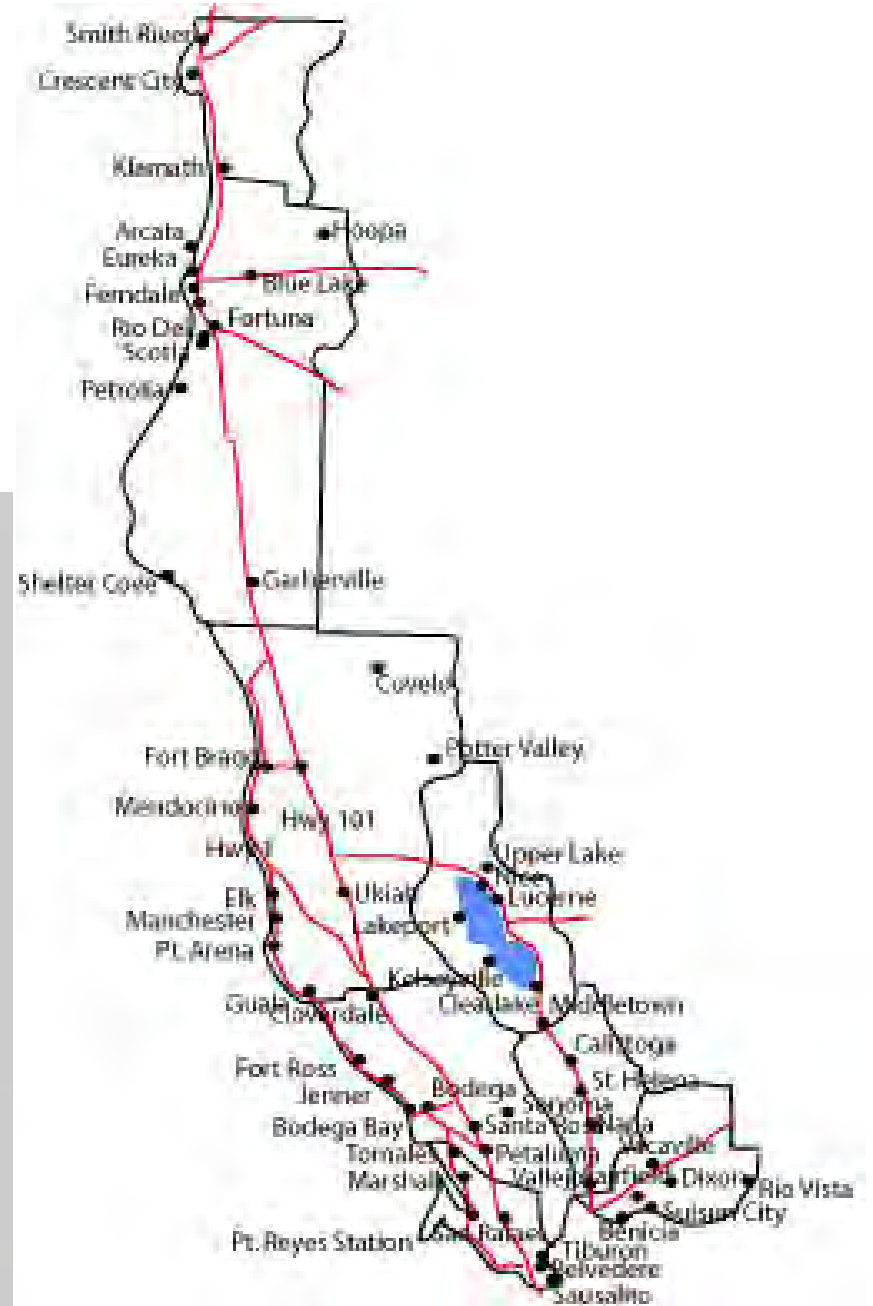 Smith River
Crescent City
Klamath
Arcata
Hoopa
Eureka
Blue Lake
Ferndale
Fortuna
Rio De
Scotia
Petrolia
Shelter Cove
Garberville
Covelo
Potter Valley
Fort Bragg
Mendocino
Hwy 101
Hwy 1
Upper Lake
Nice
Lucerne
Elk
Ukiah
Manchester
Lakeport
Pt. Arena
Kelseyville
Gualala
Cloverdale
Clearlake
Middletown
Calistoga
Fort Ross
St. Helena
Jenner
Bodega
Sonoma
Bodega Bay
Santa Rosa
Napa
Vacaville
Tomales
Petaluma
Marshall
Vallejo
Fairfield
Dixon
Rio Vista
Suisun City
San Rafael
Benicia
Pt. Reyes Station
Tiburon
Belvedere
Sausalito